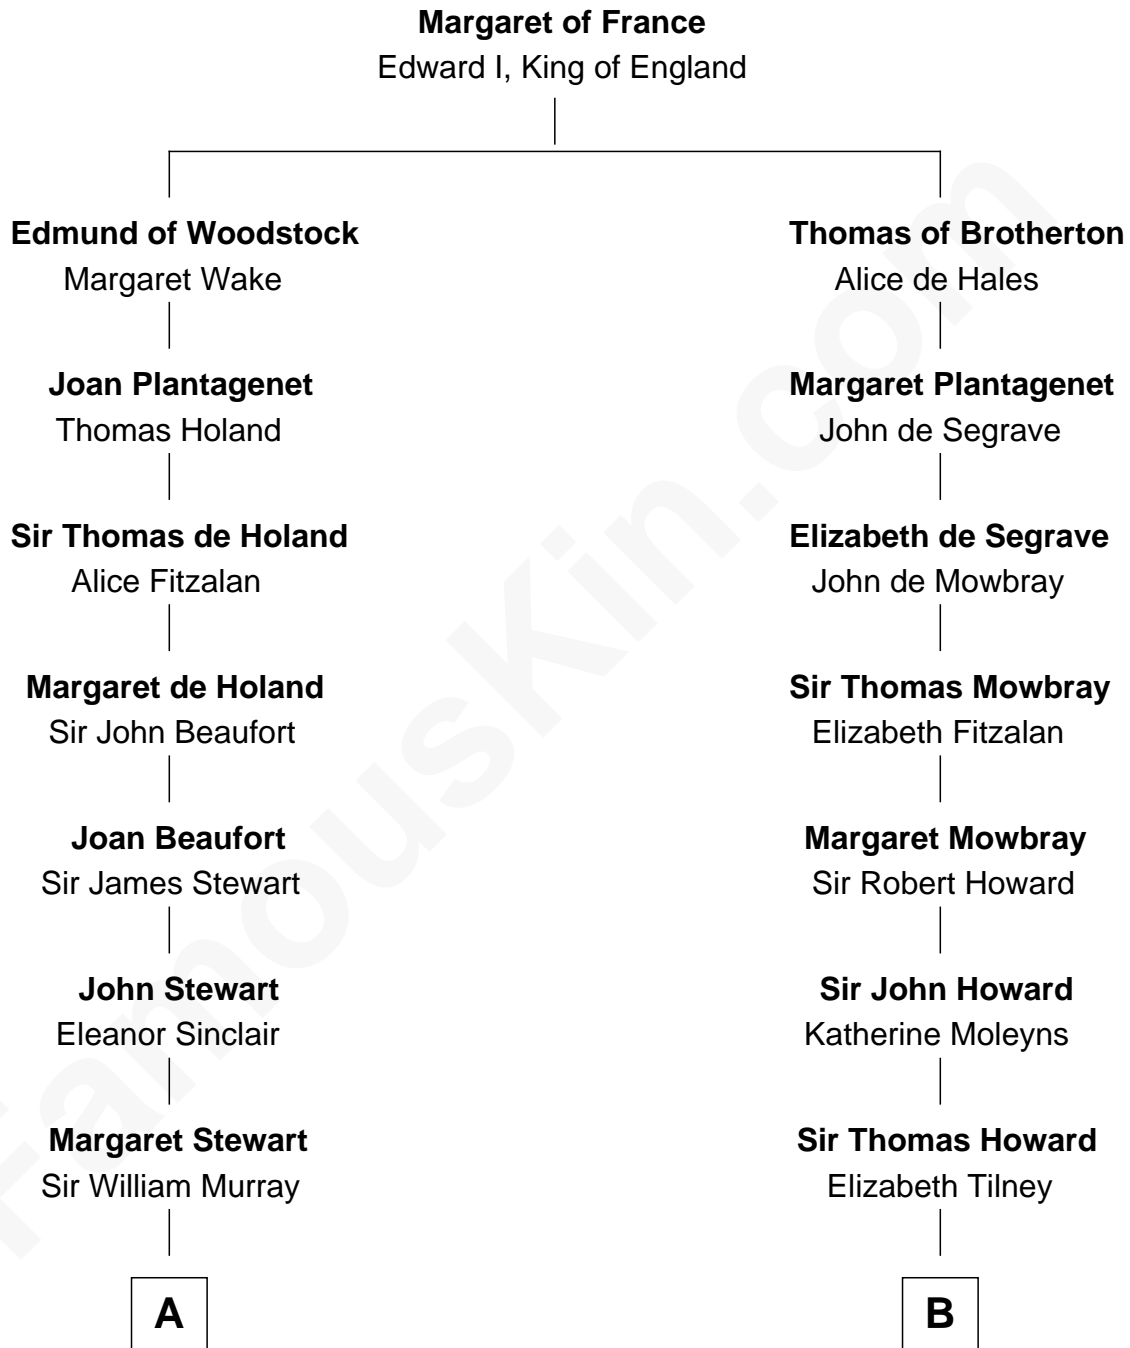 Margaret of France
Edward I, King of England
Edmund of Woodstock
Margaret Wake
Thomas of Brotherton
Alice de Hales
Joan Plantagenet
Thomas Holand
Margaret Plantagenet
John de Segrave
Sir Thomas de Holand
Alice Fitzalan
Elizabeth de Segrave
John de Mowbray
Margaret de Holand
Sir John Beaufort
Sir Thomas Mowbray
Elizabeth Fitzalan
Joan Beaufort
Sir James Stewart
Margaret Mowbray
Sir Robert Howard
John Stewart
Eleanor Sinclair
Sir John Howard
Katherine Moleyns
Margaret Stewart
Sir William Murray
Sir Thomas Howard
Elizabeth Tilney
A
B
FamousKin.com